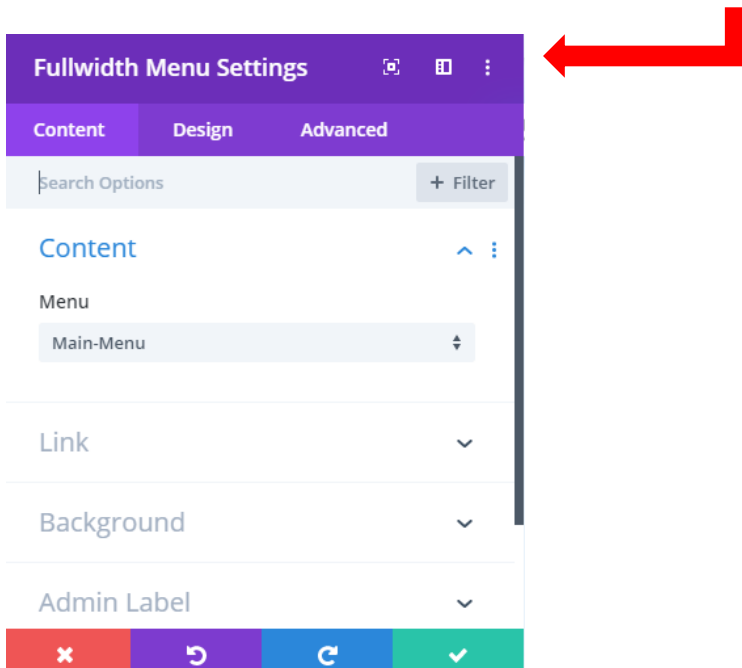 Fullwidth Menu Settings
Content Design Advanced
Search Options + Filter
Content
Menu
Main-Menu
Link
Background
Admin Label